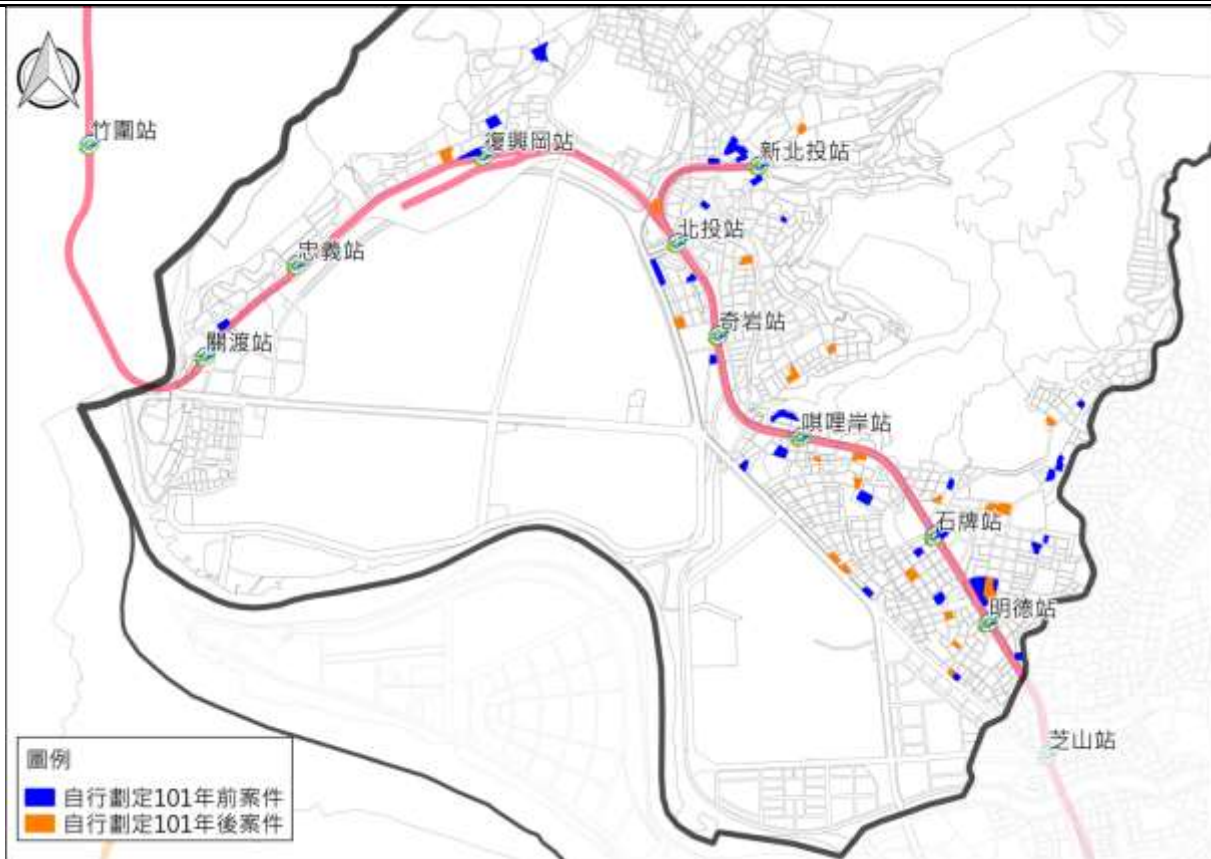 竹圍站
復興岡站
新北投站
北投站
忠義站
奇岩站
關渡站
唭哩岸站
石牌站
明德站
芝山站
圖例
自行劃定101年前案件
自行劃定101年後案件